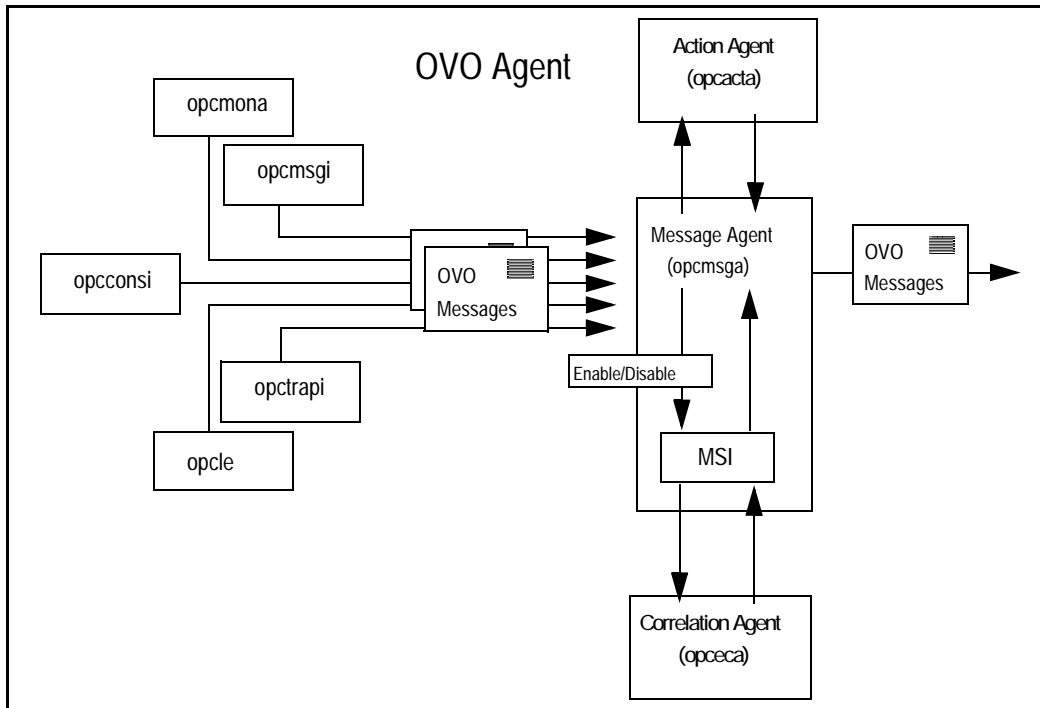 OVO Agent
Action Agent
(opcacta)
opcmona
opcmsgi
opcconsi
OVO
Messages
Message Agent
(opcmsga)
OVO
Messages
opctrapi
Enable/Disable
opcle
MSI
Correlation Agent
(opceca)